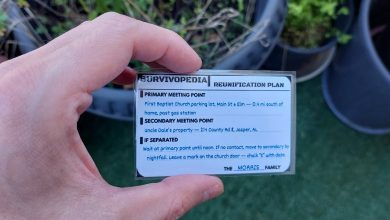 SURVIVOPEDIA
REUNIFICATION PLAN
PRIMARY MEETING POINT
First Baptist Church parking lot, Main St & Elm — 0.4 mi south of
home, past gas station
SECONDARY MEETING POINT
Uncle Dale's property — 214 County Rd 8, Jasper, AL
IF SEPARATED
Wait at primary point until noon. If no contact, move to secondary by
nightfall. Leave a mark on the church door — chalk "X" with date
THE MORRIS FAMILY